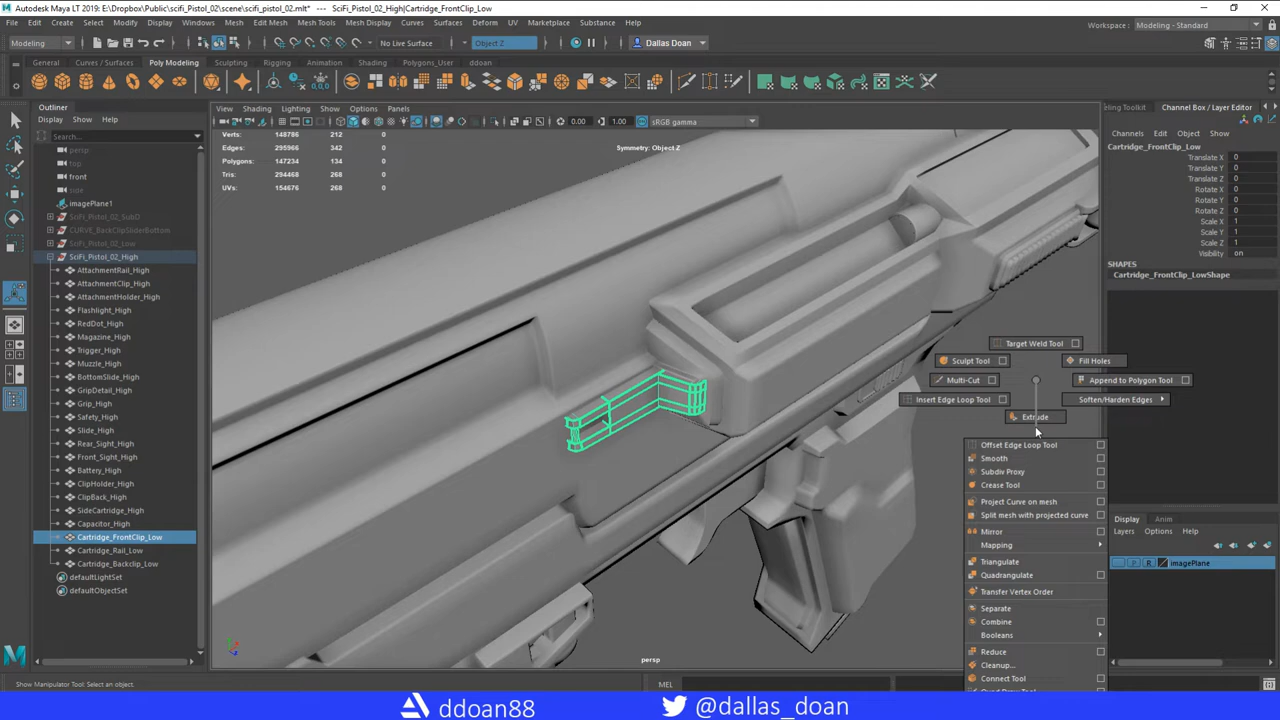 Autodesk Maya LT 2019: E:\Dropbox\Public\sciFi_Pistol_02\scene\scifi_pistol_02.mlt* --- SciFi_Pistol_02_High|Cartridge_FrontClip_Low
File Edit Create Select Modify Display Windows Mesh Edit Mesh Mesh Tools Mesh Display Curves Surfaces Deform UV Marketplace Substance Help
Workspace : Modeling - Standard
Modeling No Live Surface Object Z Dallas Doan
General Curves / Surfaces Poly Modeling Sculpting Rigging Animation Shading Polygons_User ddoan
Outliner
Display Show Help
Search...
persp
top
front
side
imagePlane1
SciFi_Pistol_02_SubD
CURVE_BackClipSliderBottom
SciFi_Pistol_02_Low
SciFi_Pistol_02_High
AttachmentRail_High
AttachmentClip_High
AttachmentHolder_High
Flashlight_High
RedDot_High
Magazine_High
Trigger_High
Muzzle_High
BottomSlide_High
GripDetail_High
Grip_High
Safety_High
Slide_High
Rear_Sight_High
Front_Sight_High
Battery_High
ClipHolder_High
ClipBack_High
SideCartridge_High
Capacitor_High
Cartridge_FrontClip_Low
Cartridge_Rail_Low
Cartridge_Backclip_Low
defaultLightSet
defaultObjectSet
View Shading Lighting Show Options Panels
0.00 1.00 sRGB gamma
Verts: 148786 212 0
Edges: 295966 342 0
Polygons: 147234 134 0
Tris: 294468 268 0
UVs: 154676 268 0
Symmetry: Object Z
persp
Target Weld Tool
Sculpt Tool Fill Holes
Multi-Cut Append to Polygon Tool
Insert Edge Loop Tool Soften/Harden Edges
Extrude
Offset Edge Loop Tool
Smooth
Subdiv Proxy
Crease Tool
Project Curve on mesh
Split mesh with projected curve
Mirror
Mapping
Triangulate
Quadrangulate
Transfer Vertex Order
Separate
Combine
Booleans
Reduce
Cleanup...
Connect Tool
eling Toolkit Channel Box / Layer Editor
Channels Edit Object Show
Cartridge_FrontClip_Low
Translate X 0
Translate Y 0
Translate Z 0
Rotate X 0
Rotate Y 0
Rotate Z 0
Scale X 1
Scale Y 1
Scale Z 1
Visibility on
SHAPES
Cartridge_FrontClip_LowShape
Display Anim
Layers Options Help
P R imagePlane
Show Manipulator Tool: Select an object.
MEL
ddoan88 @dallas_doan